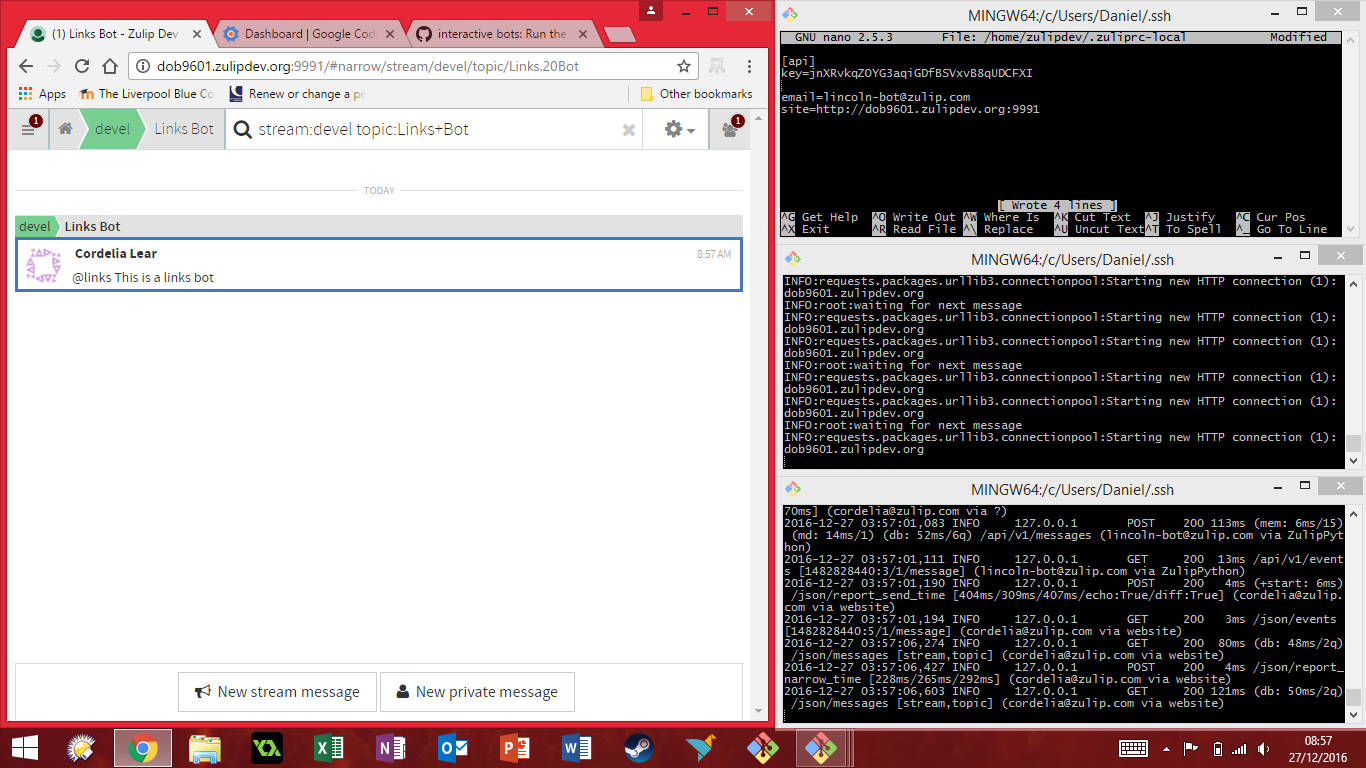 (1) Links Bot - Zulip Dev
Dashboard | Google Cod
interactive bots: Run the
dob9601.zulipdev.org:9991/#narrow/stream/devel/topic/Links.20Bot
Apps
The Liverpool Blue Co
Renew or change a pe
Other bookmarks
1
devel
Links Bot
stream:devel topic:Links+Bot
1
TODAY
devel
Links Bot
Cordelia Lear
8:57 AM
@links This is a links bot
New stream message
New private message
MINGW64:/c/Users/Daniel/.ssh
GNU nano 2.5.3 File: /home/zulipdev/.zuliprc-local Modified
[api]
key=jnXRvkqZOYG3aqiGDfBSVxvB8qUDCFXI
email=lincoln-bot@zulip.com
site=http://dob9601.zulipdev.org:9991
[ Wrote 4 lines ]
^G Get Help ^O Write Out ^W Where Is ^K Cut Text ^J Justify ^C Cur Pos
^X Exit ^R Read File ^\ Replace ^U Uncut Text^T To Spell ^_ Go To Line
MINGW64:/c/Users/Daniel/.ssh
INFO:requests.packages.urllib3.connectionpool:Starting new HTTP connection (1):
dob9601.zulipdev.org
INFO:root:waiting for next message
INFO:requests.packages.urllib3.connectionpool:Starting new HTTP connection (1):
dob9601.zulipdev.org
INFO:requests.packages.urllib3.connectionpool:Starting new HTTP connection (1):
dob9601.zulipdev.org
INFO:root:waiting for next message
INFO:requests.packages.urllib3.connectionpool:Starting new HTTP connection (1):
dob9601.zulipdev.org
INFO:requests.packages.urllib3.connectionpool:Starting new HTTP connection (1):
dob9601.zulipdev.org
INFO:root:waiting for next message
INFO:requests.packages.urllib3.connectionpool:Starting new HTTP connection (1):
dob9601.zulipdev.org
MINGW64:/c/Users/Daniel/.ssh
70ms] (cordelia@zulip.com via ?)
2016-12-27 03:57:01,083 INFO 127.0.0.1 POST 200 113ms (mem: 6ms/15)
(md: 14ms/1) (db: 52ms/6q) /api/v1/messages (lincoln-bot@zulip.com via ZulipPyt
hon)
2016-12-27 03:57:01,111 INFO 127.0.0.1 GET 200 13ms /api/v1/event
s [1482828440:3/1/message] (lincoln-bot@zulip.com via ZulipPython)
2016-12-27 03:57:01,190 INFO 127.0.0.1 POST 200 4ms (+start: 6ms)
/json/report_send_time [404ms/309ms/407ms/echo:True/diff:True] (cordelia@zulip.
com via website)
2016-12-27 03:57:01,194 INFO 127.0.0.1 GET 200 3ms /json/events
[1482828440:5/1/message] (cordelia@zulip.com via website)
2016-12-27 03:57:06,274 INFO 127.0.0.1 GET 200 80ms (db: 48ms/2q)
/json/messages [stream,topic] (cordelia@zulip.com via website)
2016-12-27 03:57:06,427 INFO 127.0.0.1 POST 200 4ms /json/report_
narrow_time [228ms/265ms/292ms] (cordelia@zulip.com via website)
2016-12-27 03:57:06,603 INFO 127.0.0.1 GET 200 121ms (db: 50ms/2q)
/json/messages [stream,topic] (cordelia@zulip.com via website)
08:57
27/12/2016